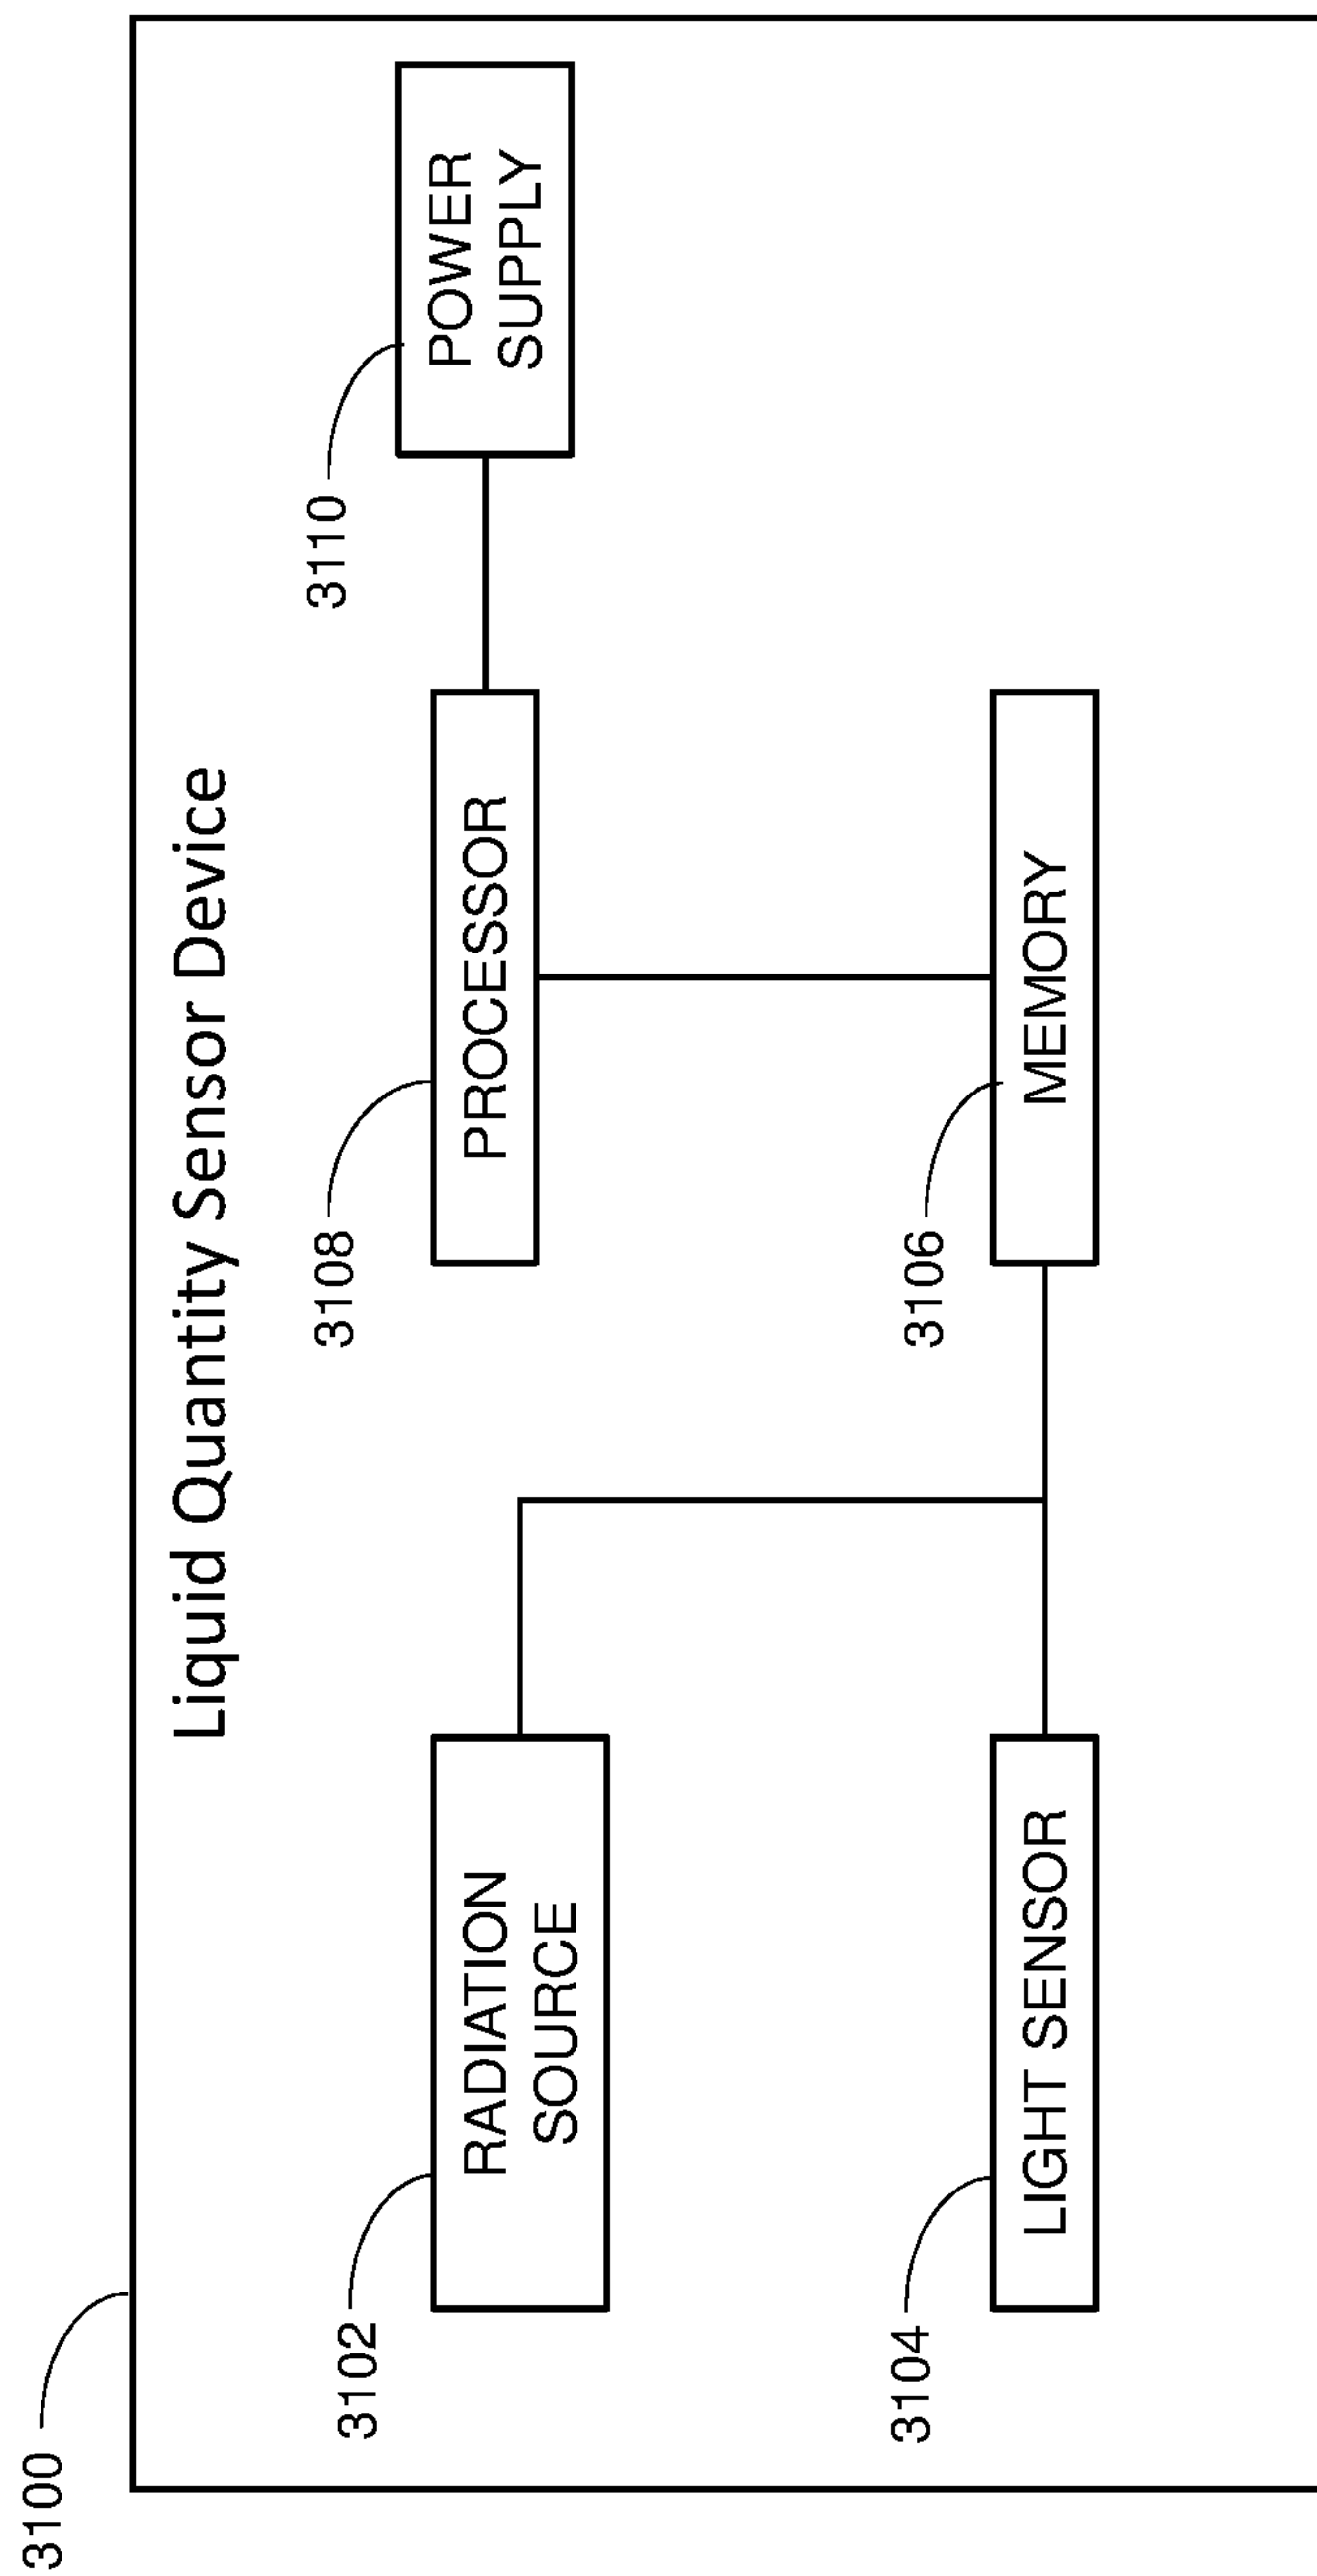 3100
Liquid Quantity Sensor Device
3102
RADIATION
SOURCE
3108
PROCESSOR
3110
POWER
SUPPLY
3104
LIGHT SENSOR
3106
MEMORY